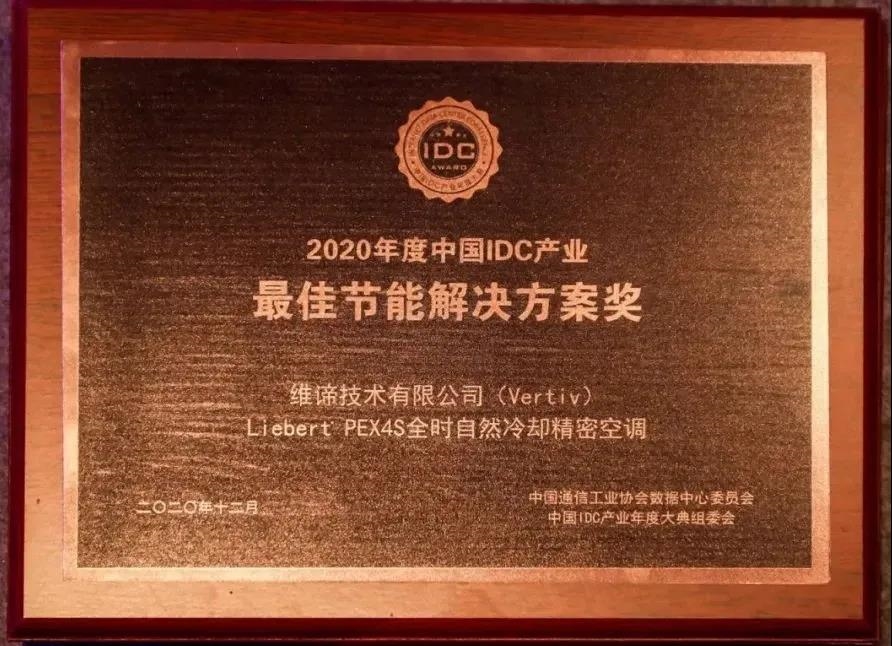 IDC
AWARD
2020年度中国IDC产业
最佳节能解决方案奖
维谛技术有限公司（Vertiv）
Liebert PEX4S全时自然冷却精密空调
二〇二〇年十二月
中国通信工业协会数据中心委员会
中国IDC产业年度大典组委会